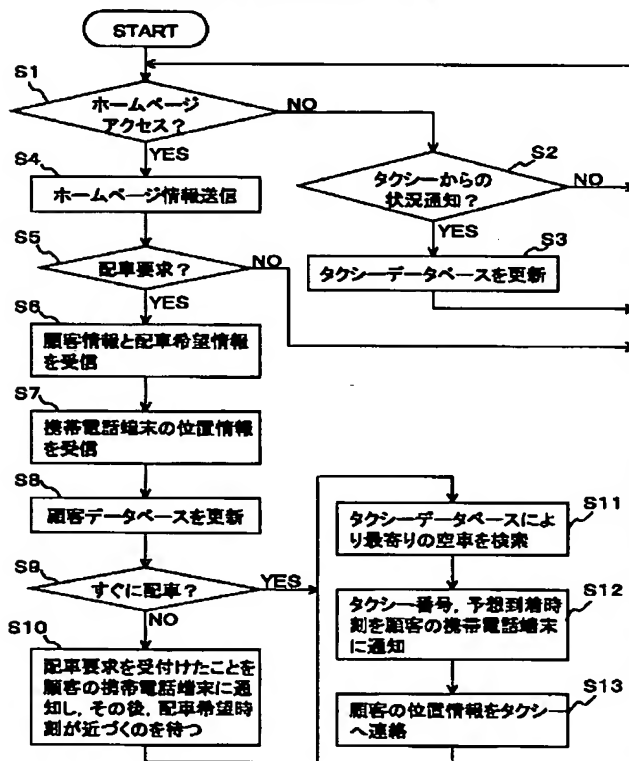 START
S1
ホームページ
アクセス?
NO
YES
S2
タクシーからの
状況通知?
NO
YES
S3
タクシーデータベースを更新
S4
ホームページ情報送信
S5
配車要求?
NO
YES
S6
顧客情報と配車希望情報
を受信
S7
携帯電話端末の位置情報
を受信
S8
顧客データベースを更新
S9
すぐに配車?
YES
NO
S10
配車要求を受付けたことを
顧客の携帯電話端末に通
知し,その後,配車希望時
刻が近づくのを待つ
S11
タクシーデータベースによ
り最寄りの空車を検索
S12
タクシー番号,予想到着時
刻を顧客の携帯電話端末
に通知
S13
顧客の位置情報をタクシ
へ連絡